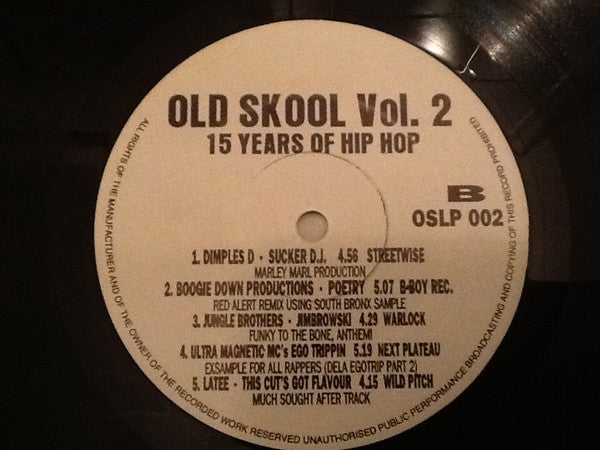 OLD SKOOL Vol. 2
15 YEARS OF HIP HOP
B
OSLP 002
1. DIMPLES D - SUCKER D.J. 4.56 STREETWISE
MARLEY MARL PRODUCTION
2. BOOGIE DOWN PRODUCTIONS - POETRY 5.07 B-BOY REC.
RED ALERT REMIX USING SOUTH BRONX SAMPLE
3. JUNGLE BROTHERS - JIMBROWSKI 4.29 WARLOCK
FUNKY TO THE BONE, ANTHEM!
4. ULTRA MAGNETIC MC's EGO TRIPPIN 5.19 NEXT PLATEAU
EXSAMPLE FOR ALL RAPPERS (DELA EGOTRIP PART 2)
5. LATEE - THIS CUT'S GOT FLAVOUR 4.15 WILD PITCH
MUCH SOUGHT AFTER TRACK
ALL RIGHTS OF THE MANUFACTURER AND OF THE OWNER OF THE RECORDED WORK RESERVED UNAUTHORISED PUBLIC PERFORMANCE BROADCASTING AND COPYING OF THIS RECORD PROHIBITED